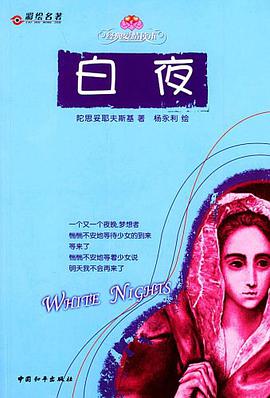 彩绘名著
经典爱情读本
白夜
陀思妥耶夫斯基 著 杨永利 绘
一个又一个夜晚,梦想者
惴惴不安地等待少女的到来
等来了
惴惴不安地等着少女说
明天我不会再来了
WHITE NIGHTS
中国和平出版社